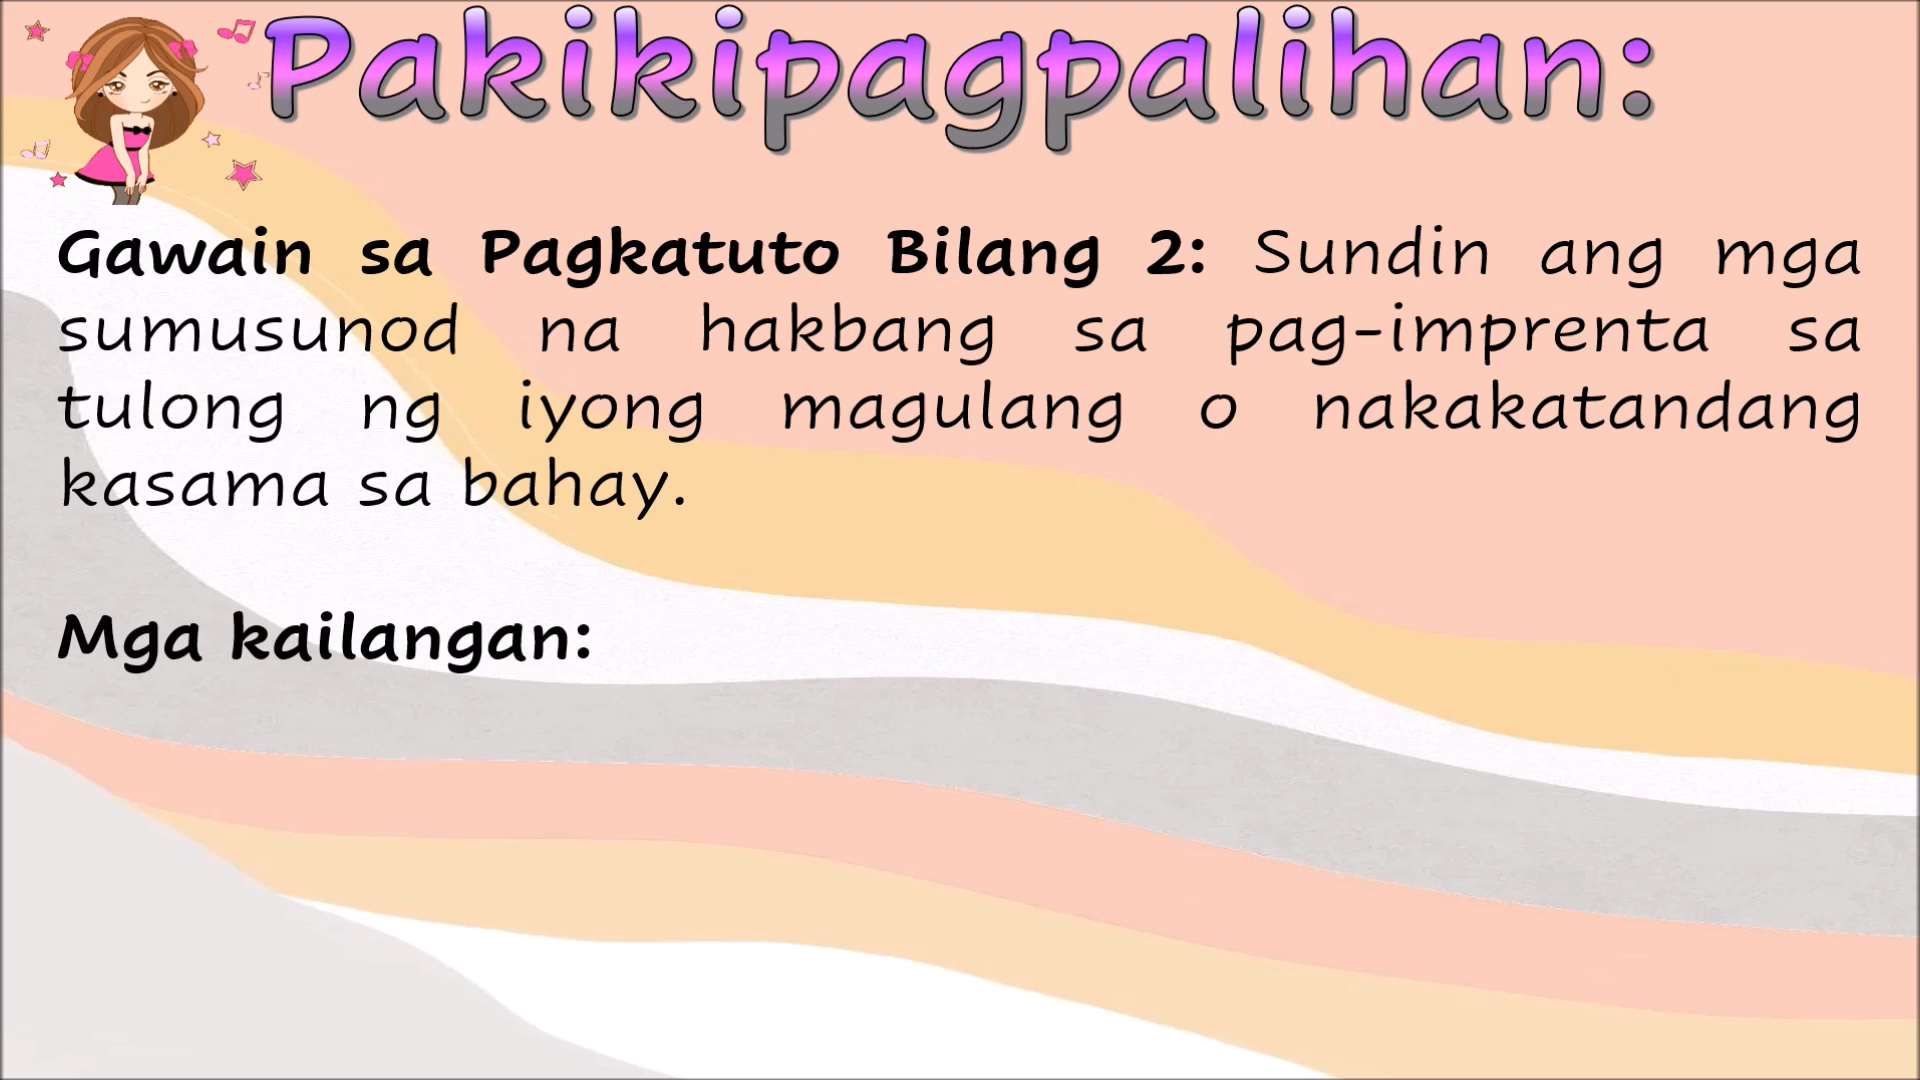 Pakikipagpalihan:
Gawain sa Pagkatuto Bilang 2: Sundin ang mga
sumusunod na hakbang sa pag-imprenta sa
tulong ng iyong magulang o nakakatandang
kasama sa bahay.
Mga kailangan: